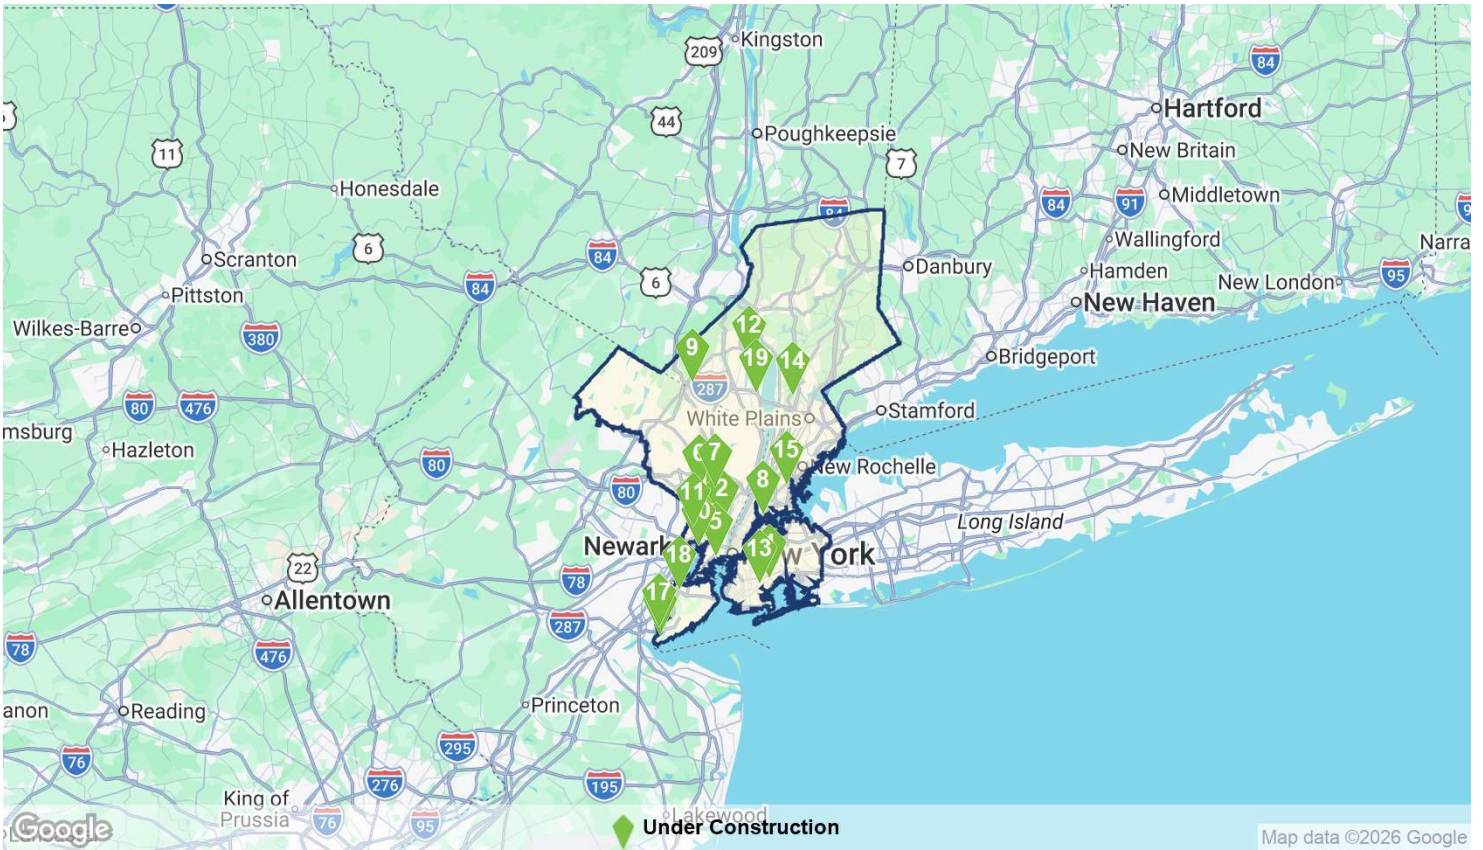 Kingston
209
84
Hartford
44
Poughkeepsie
11
New Britain
7
Honesdale
84
91
Middletown
6
84
Wallingford
Narra
Scranton
84
Danbury
Hamden
6
New London
95
84
Pittston
New Haven
Wilkes-Barre
380
12
9
19
14
Bridgeport
287
80
476
White Plains
Stamford
msburg
Hazleton
7
15
80
New Rochelle
8
80
11
2
5
Long Island
Newark
13
York
18
22
78
17
Allentown
287
78
476
Princeton
anon
Reading
295
76
276
195
King of
Prussia
76
95
Lakewood
Under Construction
Google
Map data ©2026 Google